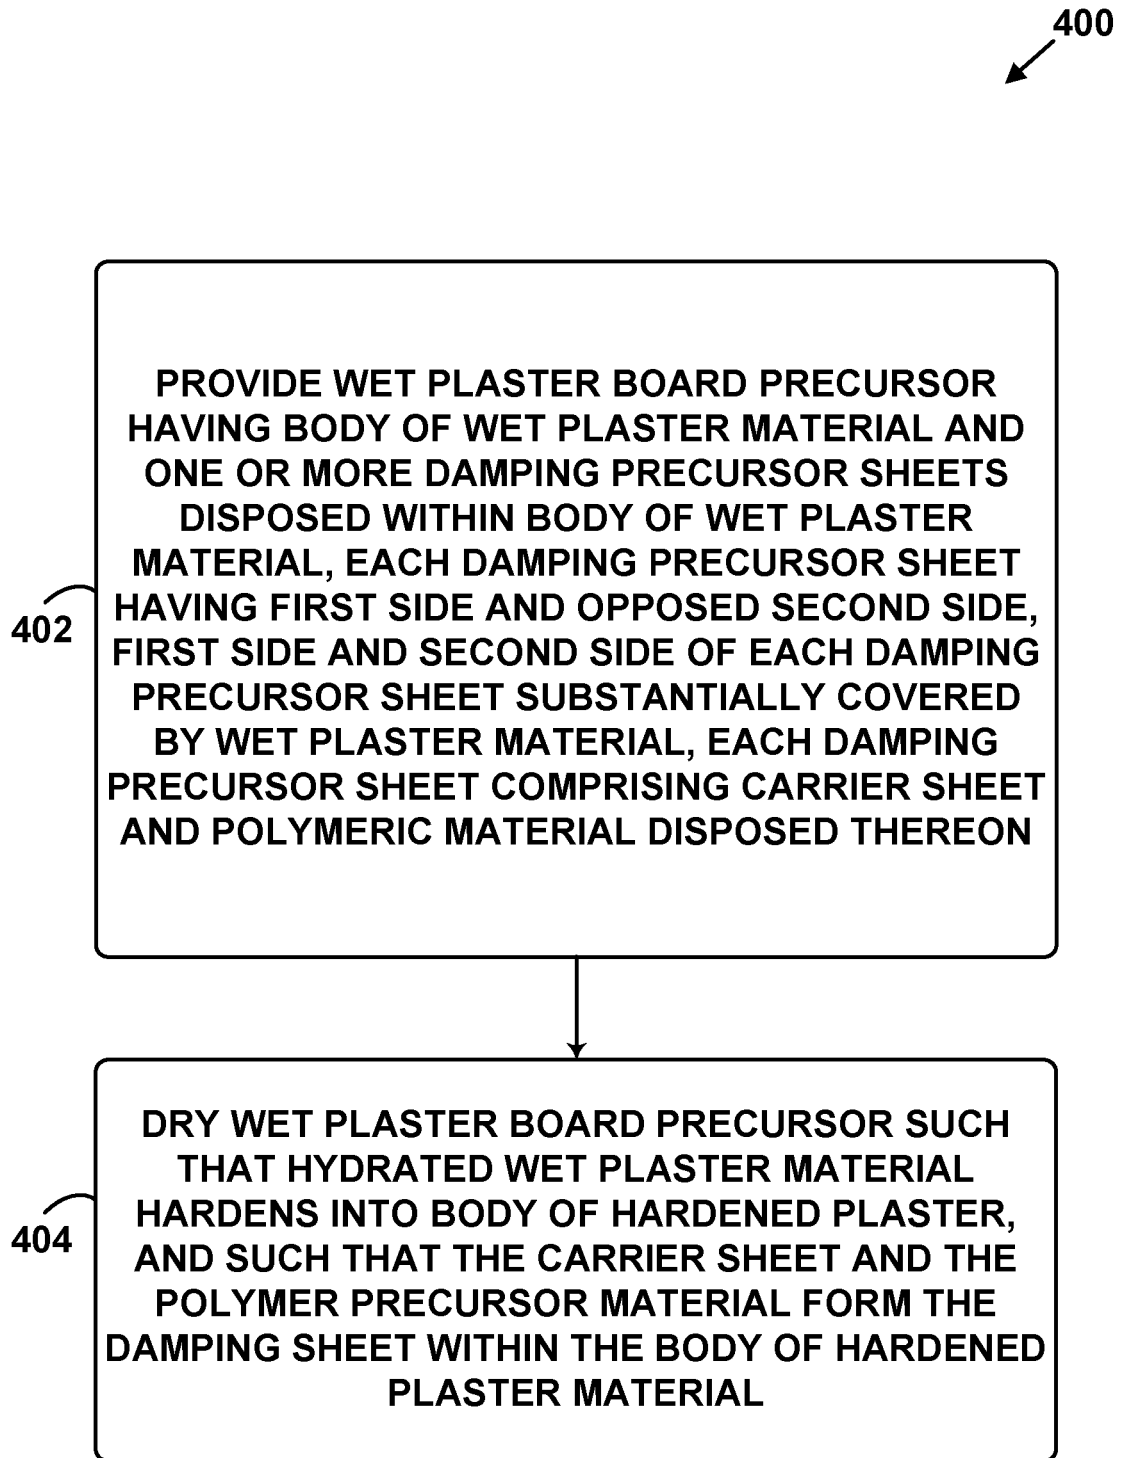 400
PROVIDE WET PLASTER BOARD PRECURSOR
HAVING BODY OF WET PLASTER MATERIAL AND
ONE OR MORE DAMPING PRECURSOR SHEETS
DISPOSED WITHIN BODY OF WET PLASTER
MATERIAL, EACH DAMPING PRECURSOR SHEET
HAVING FIRST SIDE AND OPPOSED SECOND SIDE,
FIRST SIDE AND SECOND SIDE OF EACH DAMPING
PRECURSOR SHEET SUBSTANTIALLY COVERED
BY WET PLASTER MATERIAL, EACH DAMPING
PRECURSOR SHEET COMPRISING CARRIER SHEET
AND POLYMERIC MATERIAL DISPOSED THEREON
402
DRY WET PLASTER BOARD PRECURSOR SUCH
THAT HYDRATED WET PLASTER MATERIAL
HARDENS INTO BODY OF HARDENED PLASTER,
AND SUCH THAT THE CARRIER SHEET AND THE
POLYMER PRECURSOR MATERIAL FORM THE
DAMPING SHEET WITHIN THE BODY OF HARDENED
PLASTER MATERIAL
404